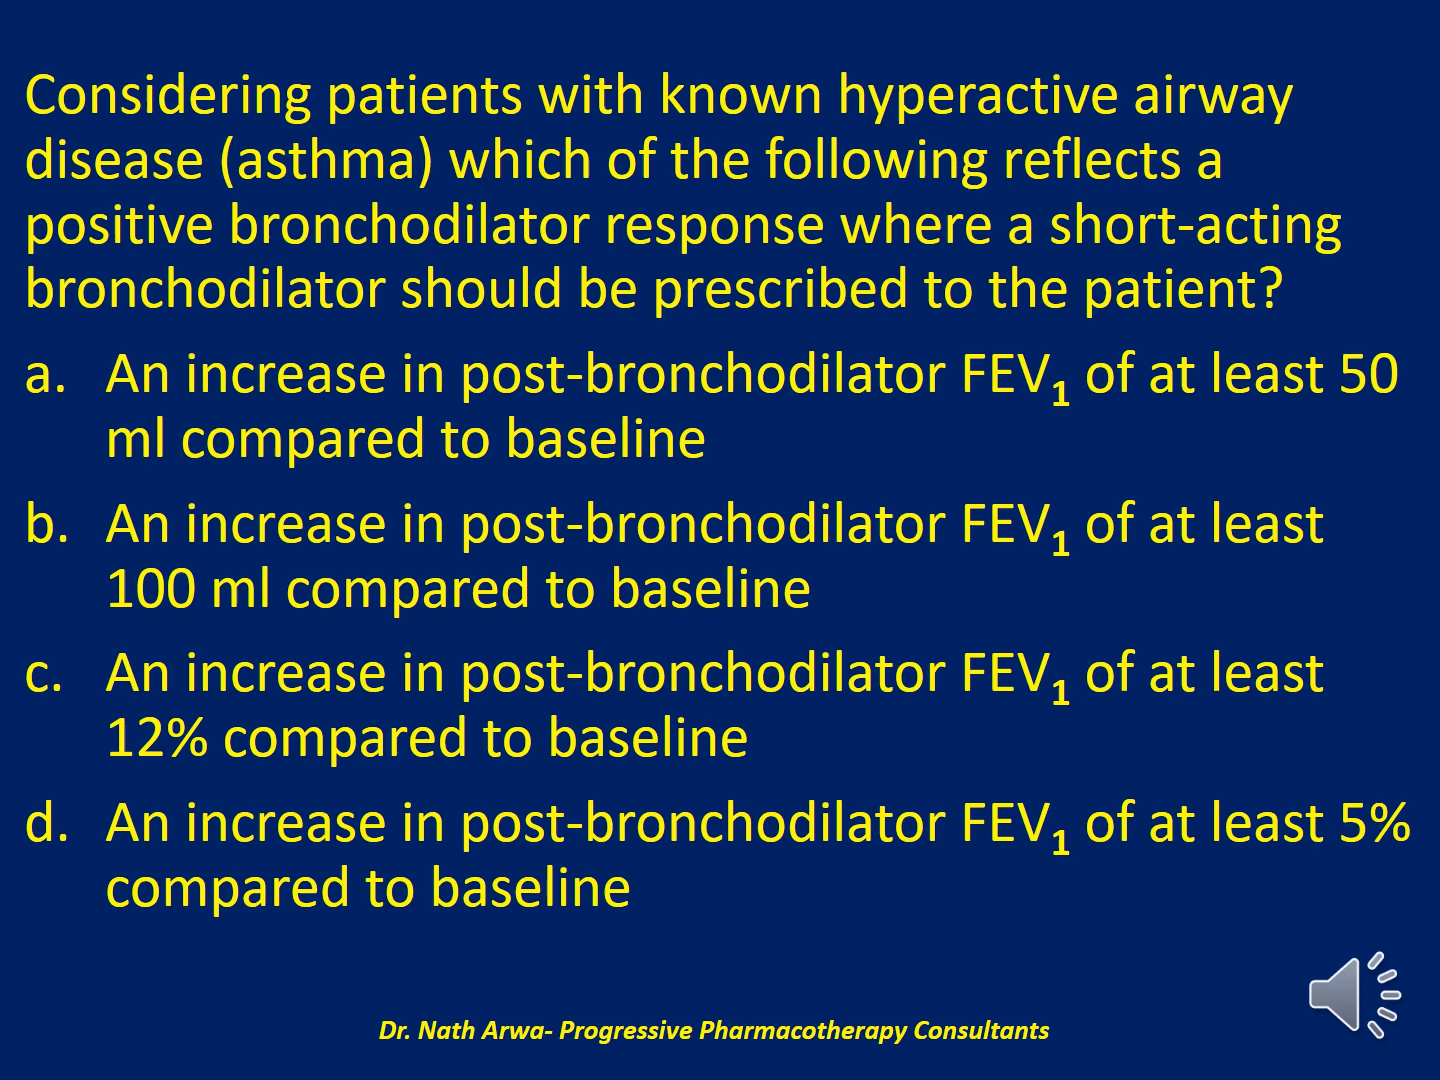 Considering patients with known hyperactive airway
disease (asthma) which of the following reflects a
positive bronchodilator response where a short-acting
bronchodilator should be prescribed to the patient?
a. An increase in post-bronchodilator FEV1 of at least 50
ml compared to baseline
b. An increase in post-bronchodilator FEV1 of at least
100 ml compared to baseline
c. An increase in post-bronchodilator FEV1 of at least
12% compared to baseline
d. An increase in post-bronchodilator FEV1 of at least 5%
compared to baseline
Dr. Nath Arwa- Progressive Pharmacotherapy Consultants